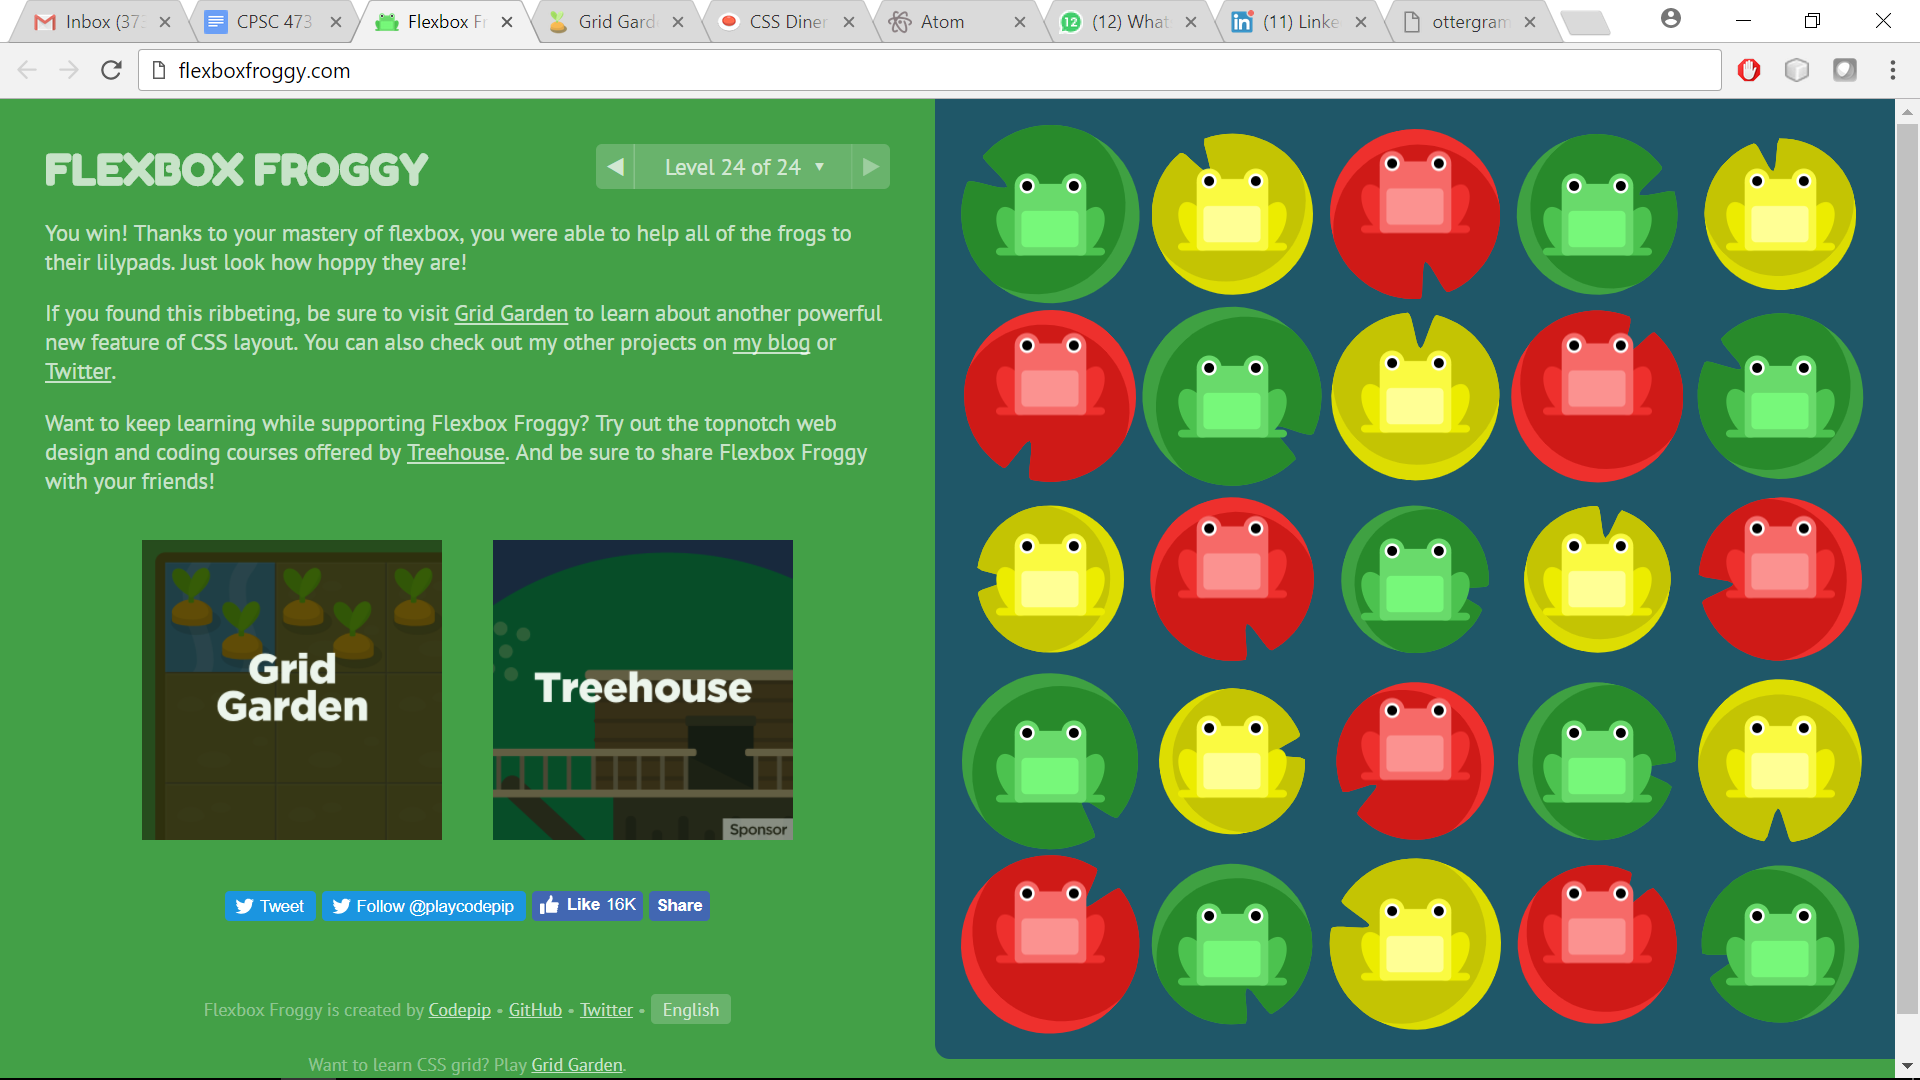 Inbox (373
CPSC 473
Flexbox Fr
Grid Gard
CSS Diner
Atom
(12) What
(11) Linke
ottergram
flexboxfroggy.com
FLEXBOX FROGGY
Level 24 of 24
You win! Thanks to your mastery of flexbox, you were able to help all of the frogs to
their lilypads. Just look how hoppy they are!
If you found this ribbeting, be sure to visit Grid Garden to learn about another powerful
new feature of CSS layout. You can also check out my other projects on my blog or
Twitter.
Want to keep learning while supporting Flexbox Froggy? Try out the topnotch web
design and coding courses offered by Treehouse. And be sure to share Flexbox Froggy
with your friends!
Grid
Garden
Treehouse
Sponsor
Tweet
Follow @playcodepip
Like 16K
Share
Flexbox Froggy is created by Codepip • GitHub • Twitter • English
Want to learn CSS grid? Play Grid Garden.